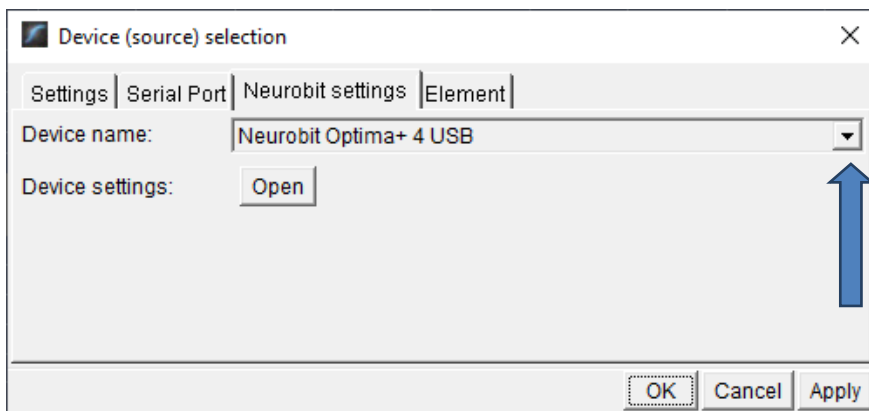 Device (source) selection
Settings Serial Port Neurobit settings Element
Device name: Neurobit Optima+ 4 USB
Device settings: Open
OK Cancel Apply